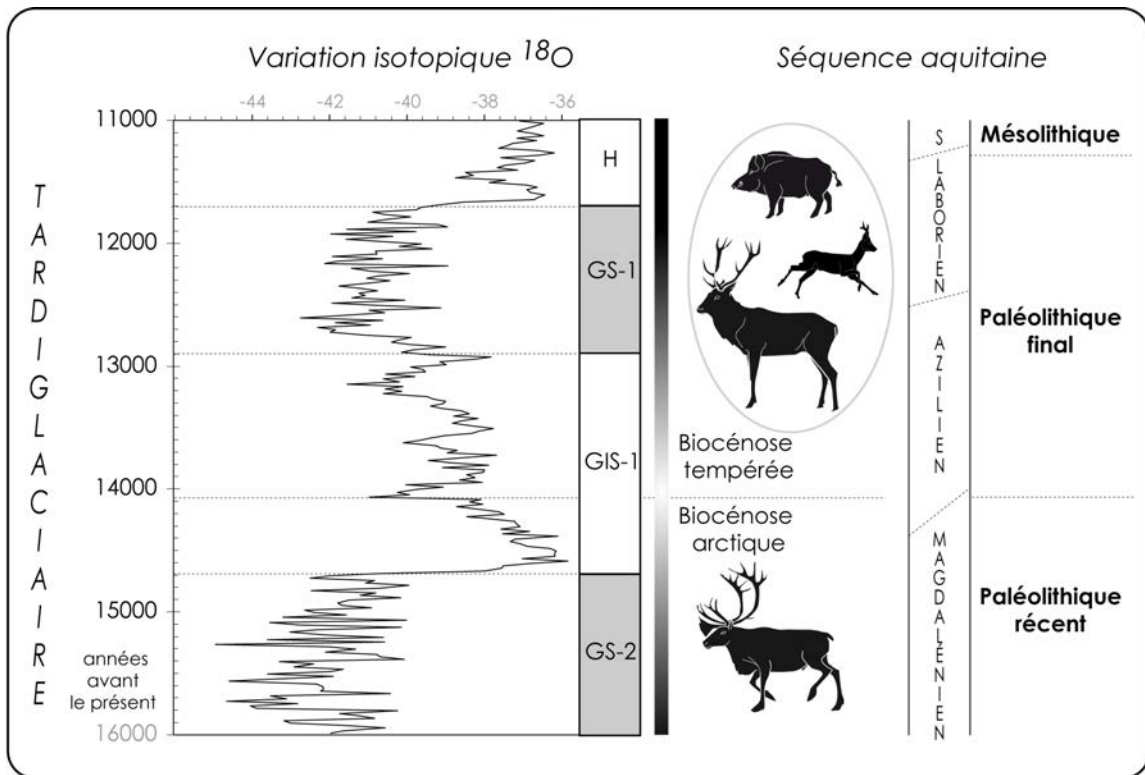 Variation isotopique 18O
Séquence aquitaine
-44 -42 -40 -38 -36
TARDIGLACIAIRE
11000
12000
13000
14000
15000
années
avant
le présent
16000
H
GS-1
GIS-1
GS-2
Biocénose
tempérée
Biocénose
arctique
S
LABORIEN
AZILIEN
MAGDALÉNIEN
Mésolithique
Paléolithique
final
Paléolithique
récent